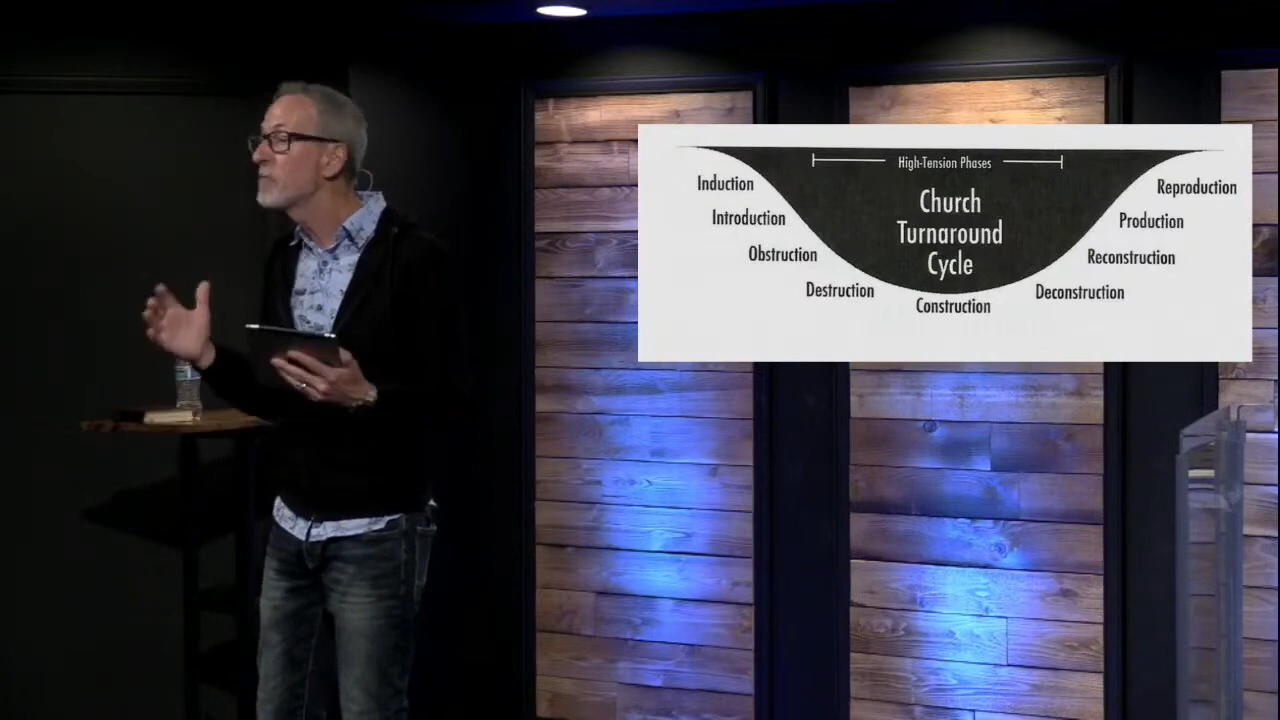 High-Tension Phases
Church
Turnaround
Cycle
Induction
Introduction
Obstruction
Destruction
Construction
Deconstruction
Reconstruction
Production
Reproduction